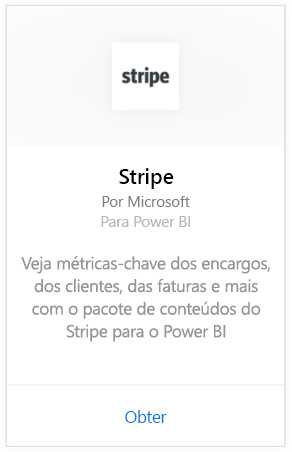 stripe
Stripe
Por Microsoft
Para Power BI
Veja métricas-chave dos encargos,
dos clientes, das faturas e mais
com o pacote de conteúdos do
Stripe para o Power BI
Obter